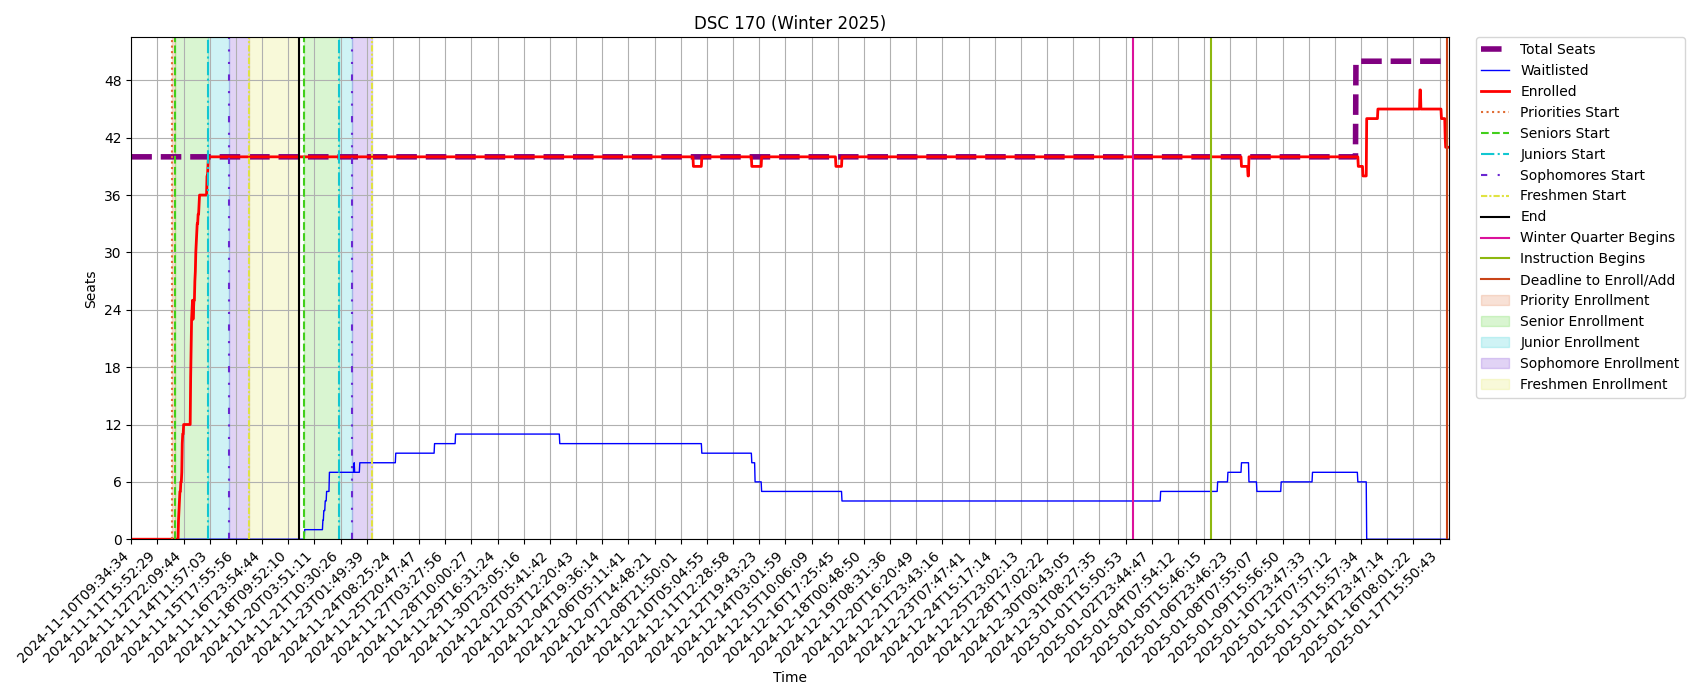 DSC 170 (Winter 2025)
Seats
48
42
36
30
24
18
12
6
0
2024-11-10T09:34:34
2024-11-11T15:52:29
2024-11-12T22:09:44
2024-11-14T11:57:03
2024-11-15T17:55:56
2024-11-16T23:54:44
2024-11-18T09:52:10
2024-11-20T03:51:11
2024-11-21T10:30:26
2024-11-23T01:49:39
2024-11-24T08:25:24
2024-11-25T20:47:47
2024-11-27T03:27:56
2024-11-28T10:00:27
2024-11-29T16:31:24
2024-11-30T23:05:16
2024-12-02T05:41:42
2024-12-03T12:20:43
2024-12-04T19:36:14
2024-12-06T05:11:41
2024-12-07T14:48:21
2024-12-08T21:50:01
2024-12-10T05:04:55
2024-12-11T12:28:58
2024-12-12T19:43:23
2024-12-14T03:01:59
2024-12-15T10:06:09
2024-12-16T17:25:45
2024-12-18T00:48:50
2024-12-19T08:31:36
2024-12-20T16:20:49
2024-12-21T23:43:16
2024-12-23T07:47:41
2024-12-24T15:17:14
2024-12-25T23:02:13
2024-12-28T17:02:22
2024-12-30T00:43:05
2024-12-31T08:27:35
2025-01-01T15:50:53
2025-01-02T23:44:47
2025-01-04T07:54:12
2025-01-05T15:46:15
2025-01-06T23:46:23
2025-01-08T07:55:07
2025-01-09T15:56:50
2025-01-10T23:47:33
2025-01-12T07:57:12
2025-01-13T15:57:34
2025-01-14T23:47:14
2025-01-16T08:01:22
2025-01-17T15:50:43
Time
Total Seats
Waitlisted
Enrolled
Priorities Start
Seniors Start
Juniors Start
Sophomores Start
Freshmen Start
End
Winter Quarter Begins
Instruction Begins
Deadline to Enroll/Add
Priority Enrollment
Senior Enrollment
Junior Enrollment
Sophomore Enrollment
Freshmen Enrollment